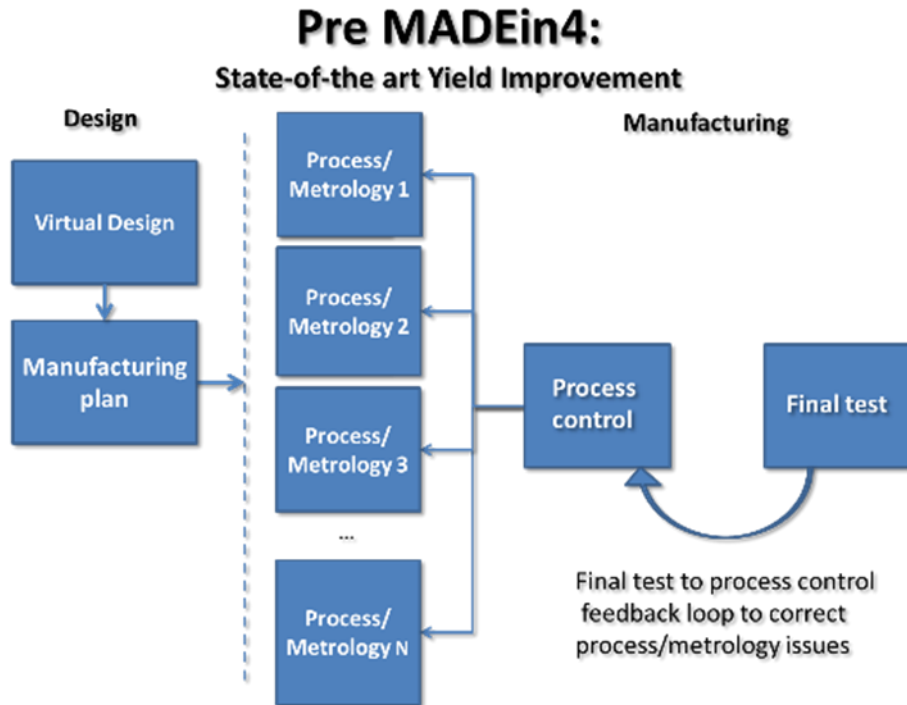 Pre MADEin4:
State-of-the art Yield Improvement
Design
Manufacturing
Virtual Design
Manufacturing
plan
Process/
Metrology 1
Process/
Metrology 2
Process/
Metrology 3
...
Process/
Metrology N
Process
control
Final test
Final test to process control
feedback loop to correct
process/metrology issues